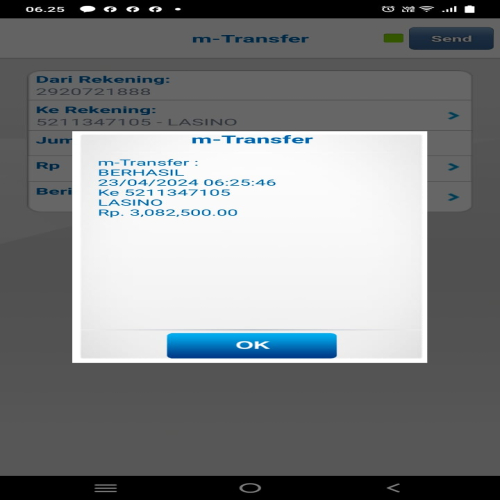 06.25
m-Transfer
Send
Dari Rekening:
2920721888
Ke Rekening:
5211347105 - LASINO
Jum
Rp
Beri
m-Transfer
m-Transfer :
BERHASIL
23/04/2024 06:25:46
Ke 5211347105
LASINO
Rp. 3,082,500.00
OK